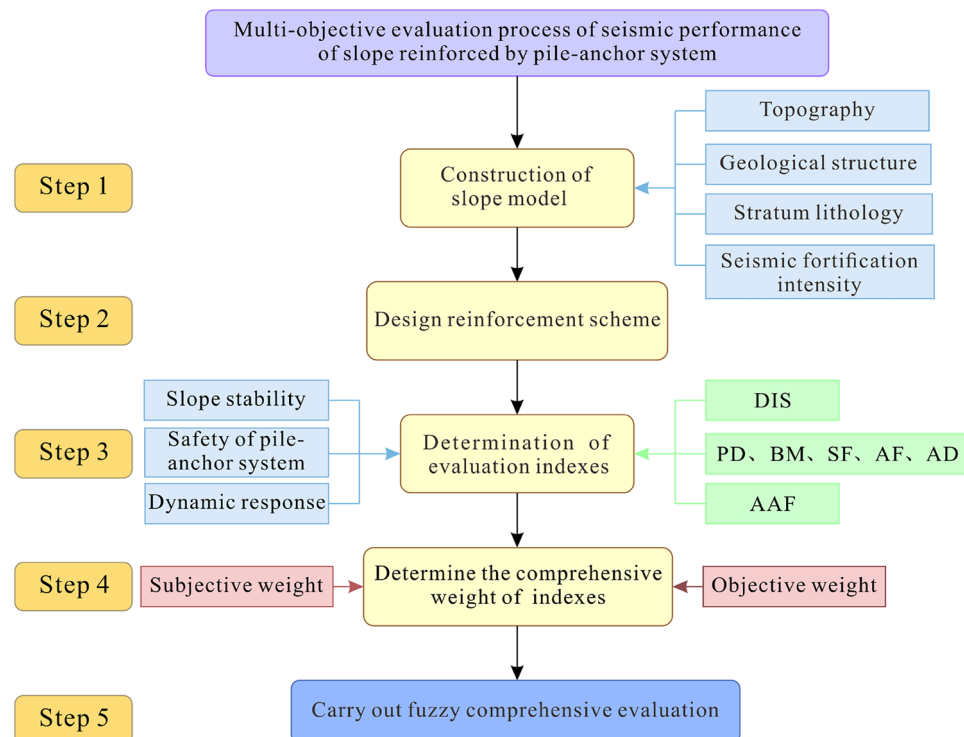 Multi-objective evaluation process of seismic performance
of slope reinforced by pile-anchor system
Step 1
Construction of
slope model
Topography
Geological structure
Stratum lithology
Seismic fortification
intensity
Step 2
Design reinforcement scheme
Step 3
Slope stability
Safety of pile-
anchor system
Dynamic response
Determination of
evaluation indexes
DIS
PD、BM、SF、AF、AD
AAF
Step 4
Subjective weight
Determine the comprehensive
weight of indexes
Objective weight
Step 5
Carry out fuzzy comprehensive evaluation